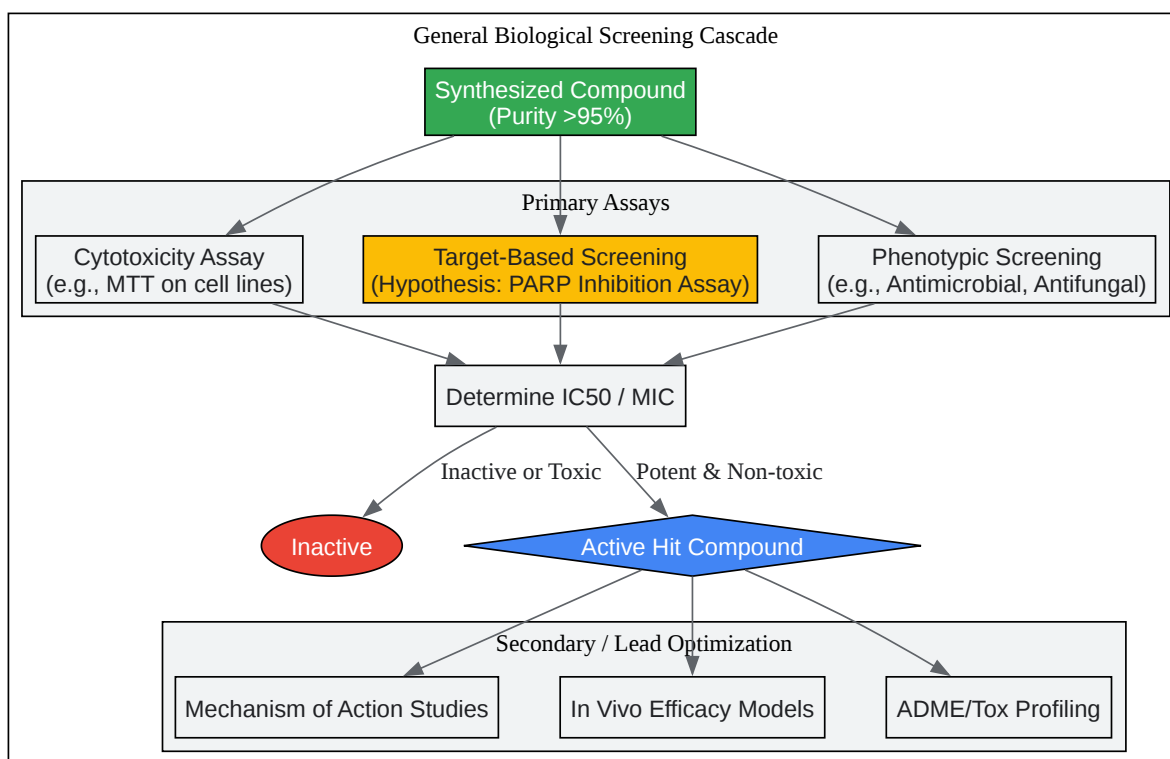 General Biological Screening Cascade
Synthesized Compound
(Purity >95%)
Primary Assays
Cytotoxicity Assay
(e.g., MTT on cell lines)
Target-Based Screening
(Hypothesis: PARP Inhibition Assay)
Phenotypic Screening
(e.g., Antimicrobial, Antifungal)
Determine IC50 / MIC
Inactive or Toxic
Potent & Non-toxic
Inactive
Active Hit Compound
Secondary / Lead Optimization
Mechanism of Action Studies
In Vivo Efficacy Models
ADME/Tox Profiling